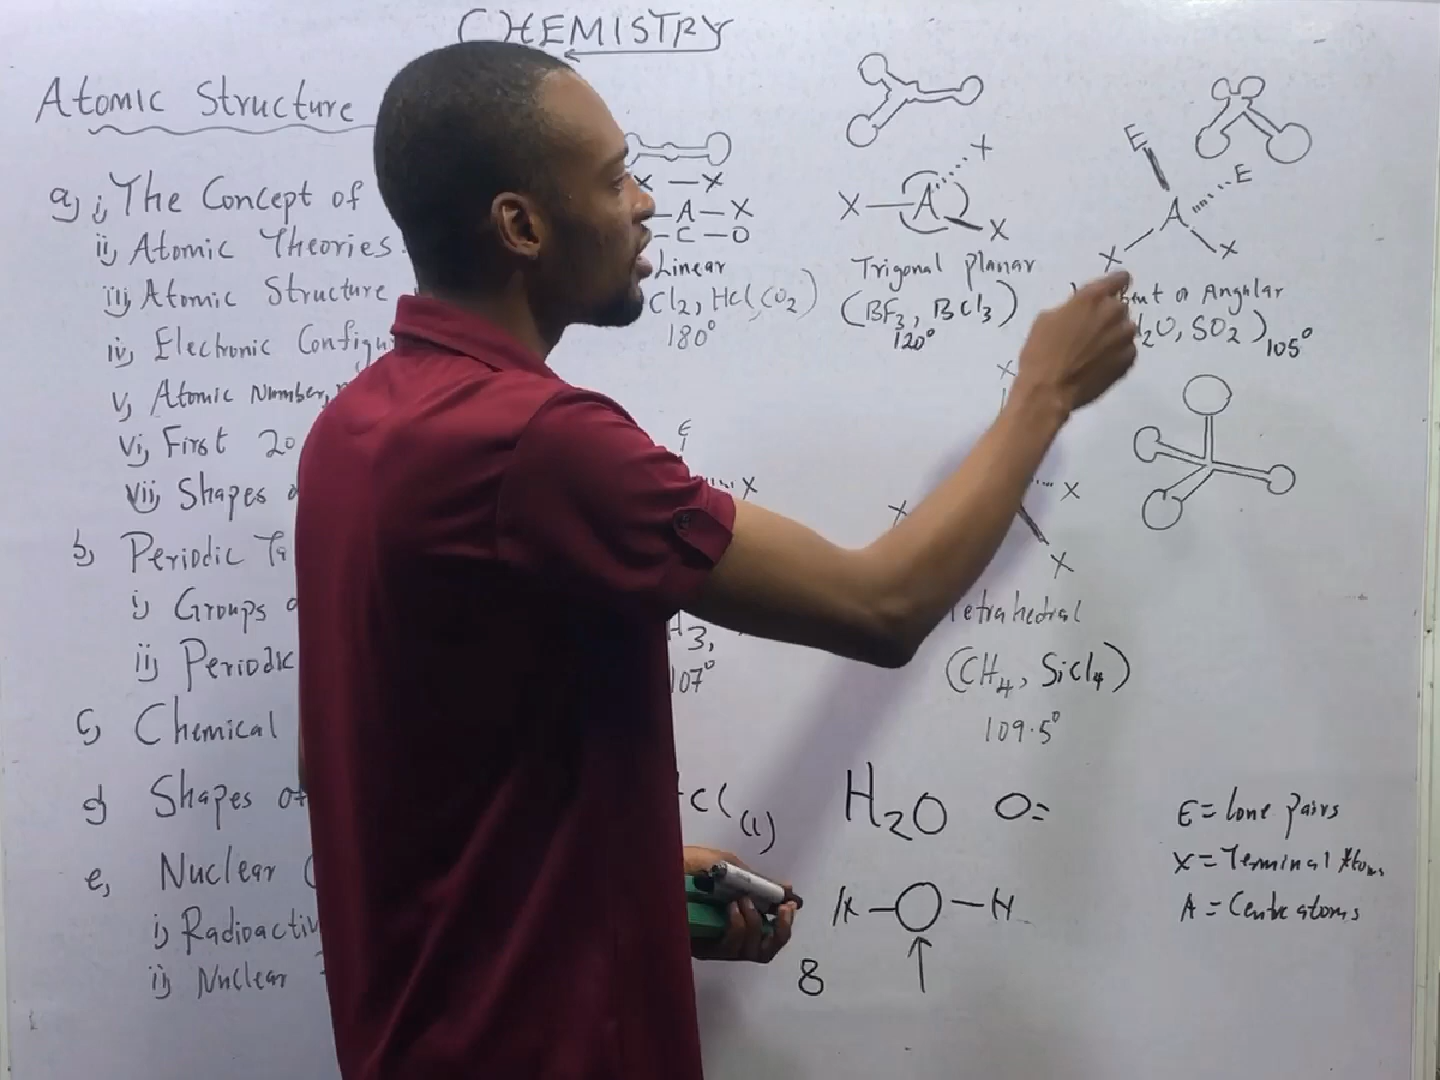 CHEMISTRY
Atomic Structure
a, i, The Concept of
ii, Atomic Theories
iii, Atomic Structure
iv, Electronic Configu
v, Atomic Number,
vi, First 20
vii, Shapes o
b, Periodic Ta
i, Groups o
ii, Periodic
c, Chemical
d, Shapes of
e, Nuclear
i, Radioactiv
ii, Nuclear
X — X
— A — X
— C — O
Linear
Cl2, HCl, CO2)
180°
X A X X
Trigonal Planar
(BF3, BCl3)
120°
E
E
A
X X
Bent or Angular
2O, SO2) 105°
E
X
H3,
107°
X
X X
X
Tetrahedral
(CH4, SiCl4)
109.5°
Cl(l)
H2O O=
H — O — H
8
E = Lone Pairs
X = Terminal Atoms
A = Centre atoms